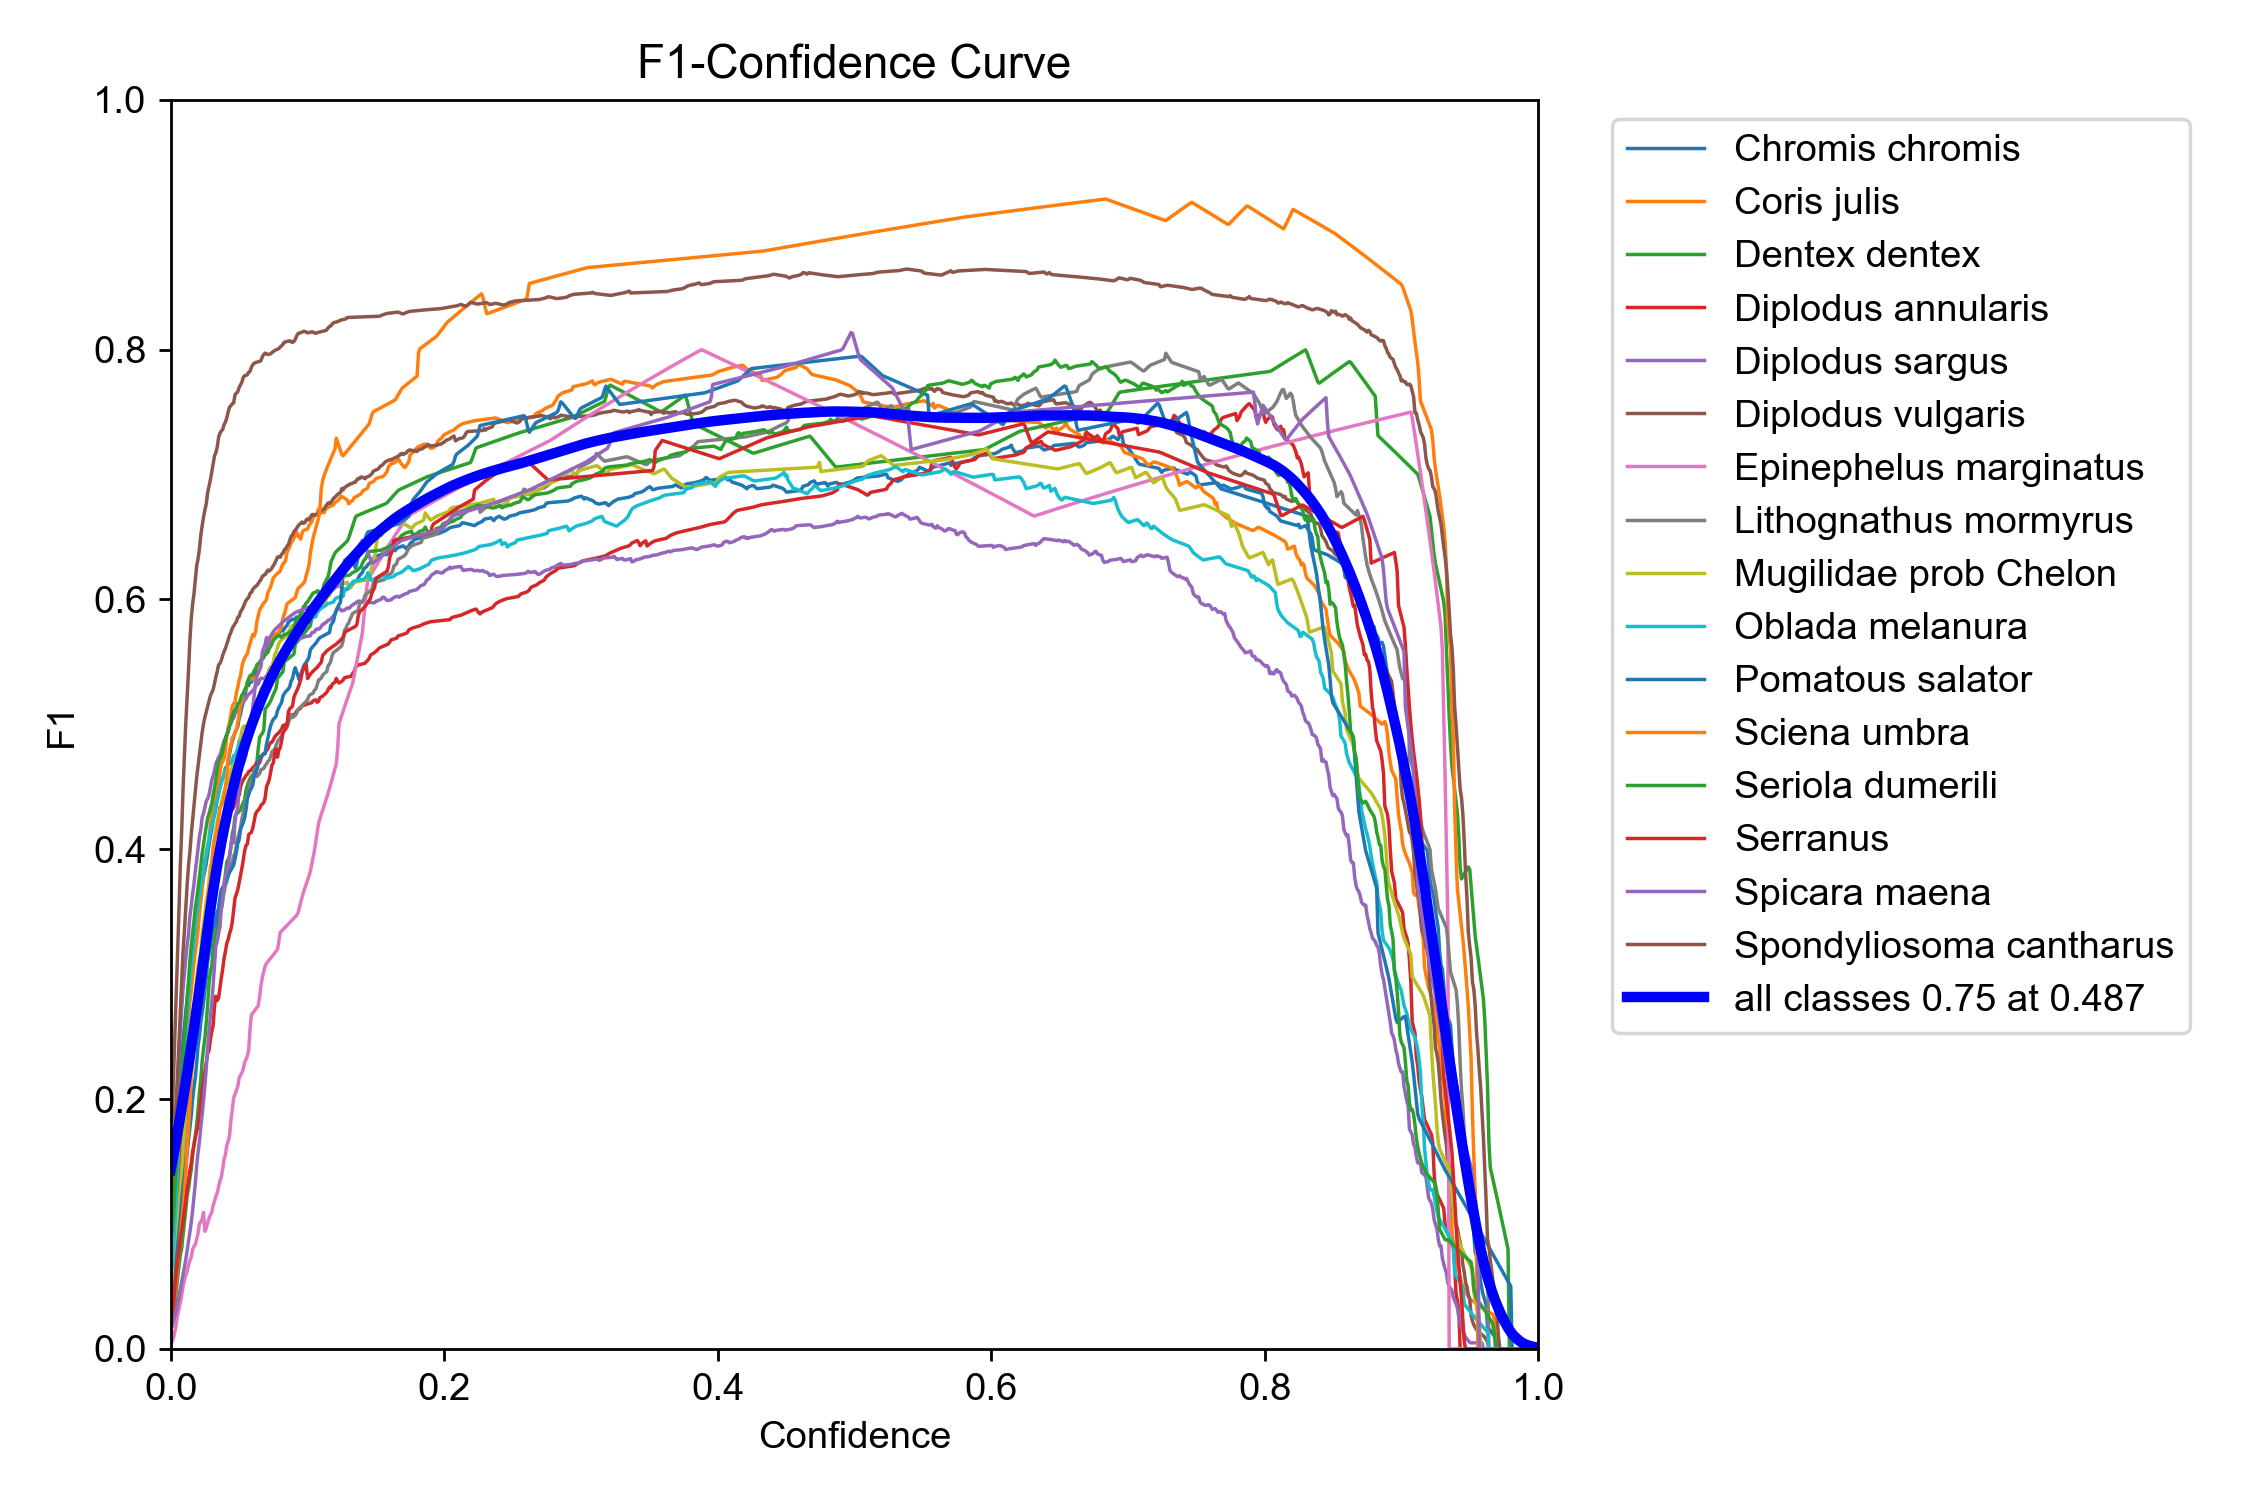 F1-Confidence Curve
1.0
0.8
0.6
0.4
0.2
0.0
F1
0.0 0.2 0.4 0.6 0.8 1.0
Confidence
Chromis chromis
Coris julis
Dentex dentex
Diplodus annularis
Diplodus sargus
Diplodus vulgaris
Epinephelus marginatus
Lithognathus mormyrus
Mugilidae prob Chelon
Oblada melanura
Pomatous salator
Sciena umbra
Seriola dumerili
Serranus
Spicara maena
Spondyliosoma cantharus
all classes 0.75 at 0.487